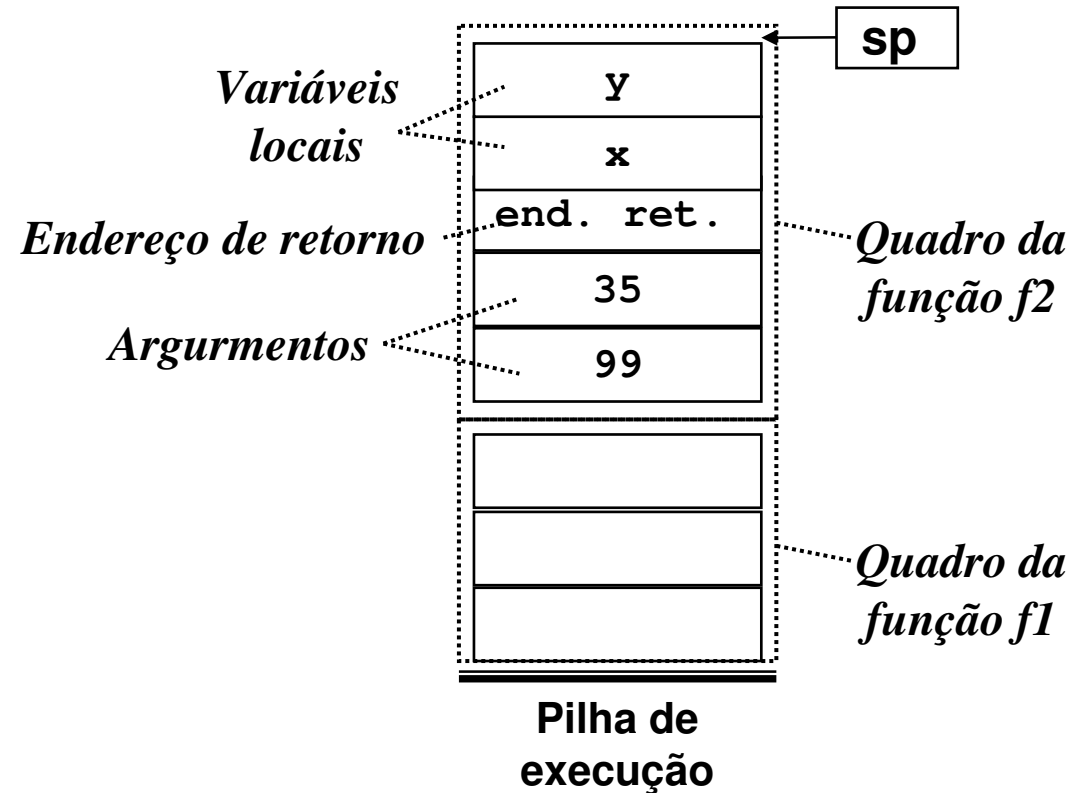 sp
Variáveis
locais
y
x
Endereço de retorno
end. ret.
Quadro da
função f2
35
Argurmentos
99
Quadro da
função f1
Pilha de
execução